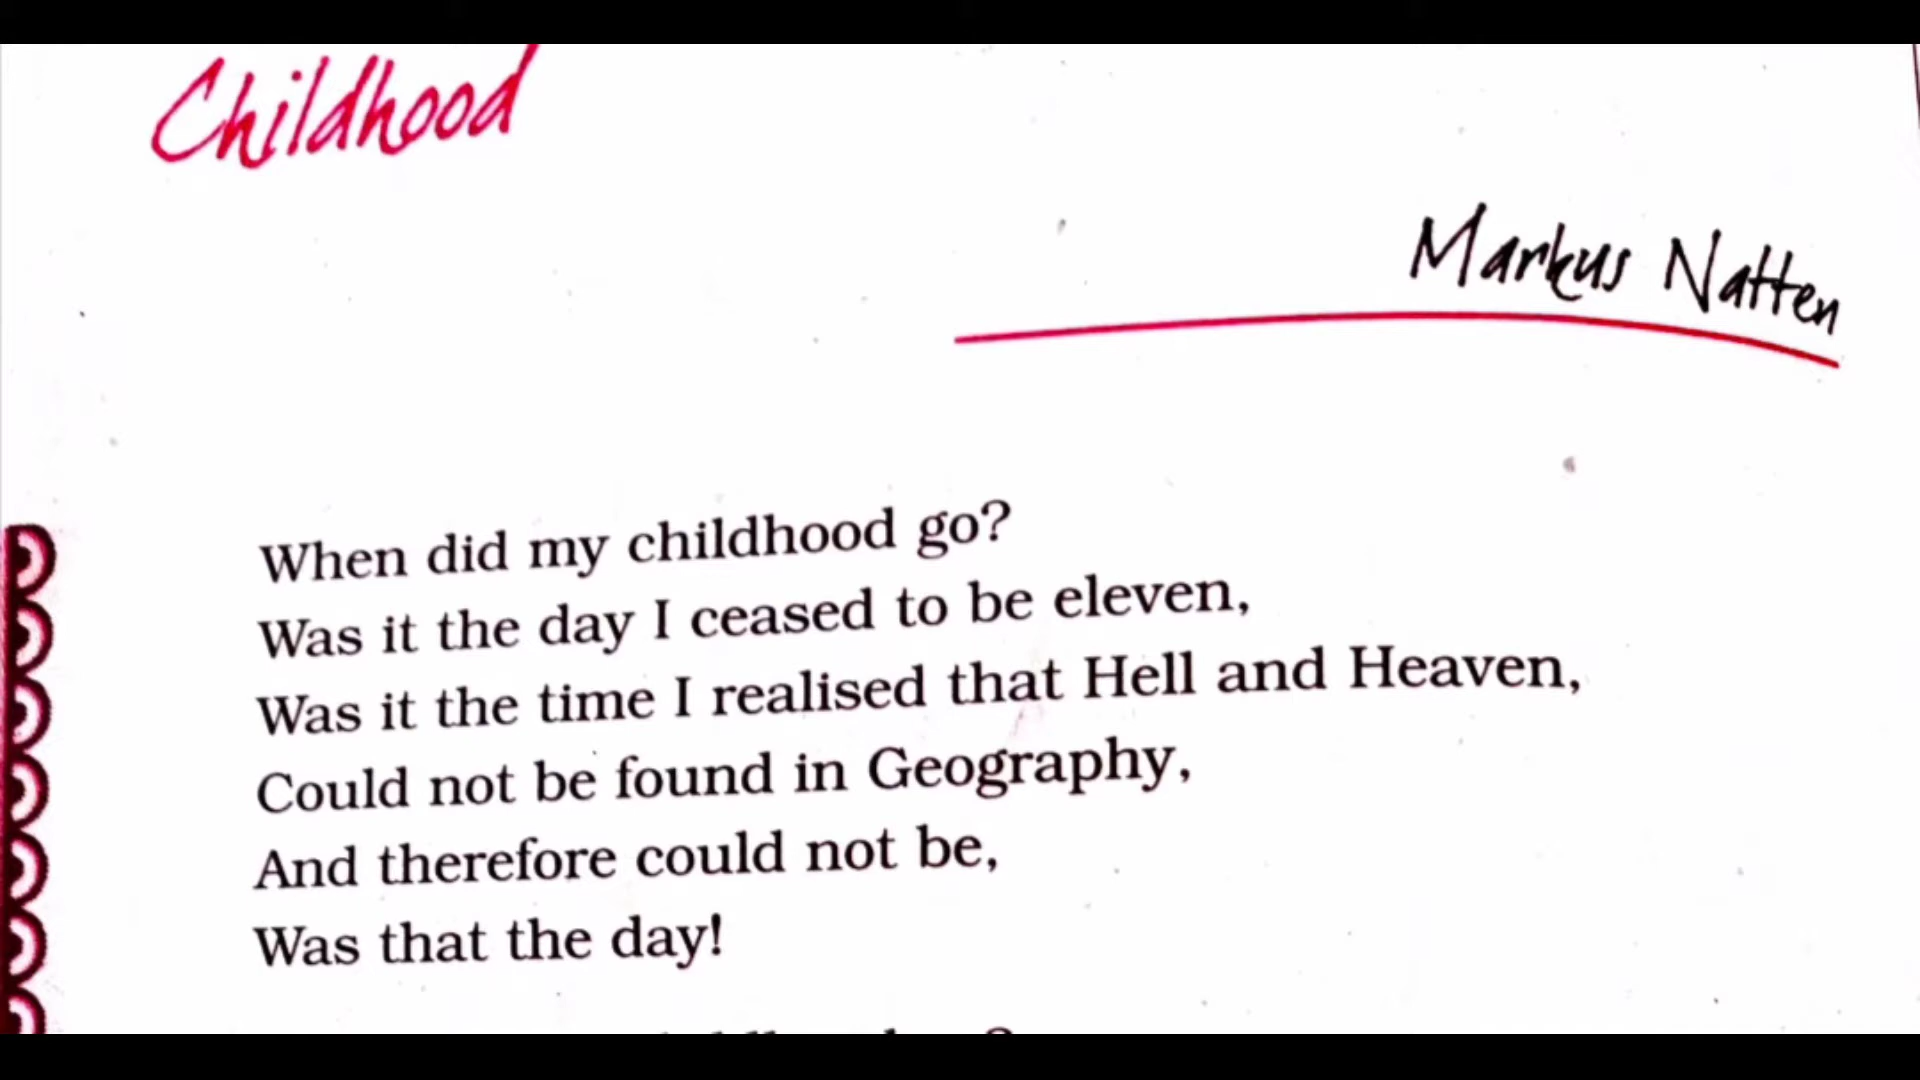 Childhood
Markus Natten
When did my childhood go?
Was it the day I ceased to be eleven,
Was it the time I realised that Hell and Heaven,
Could not be found in Geography,
And therefore could not be,
Was that the day!